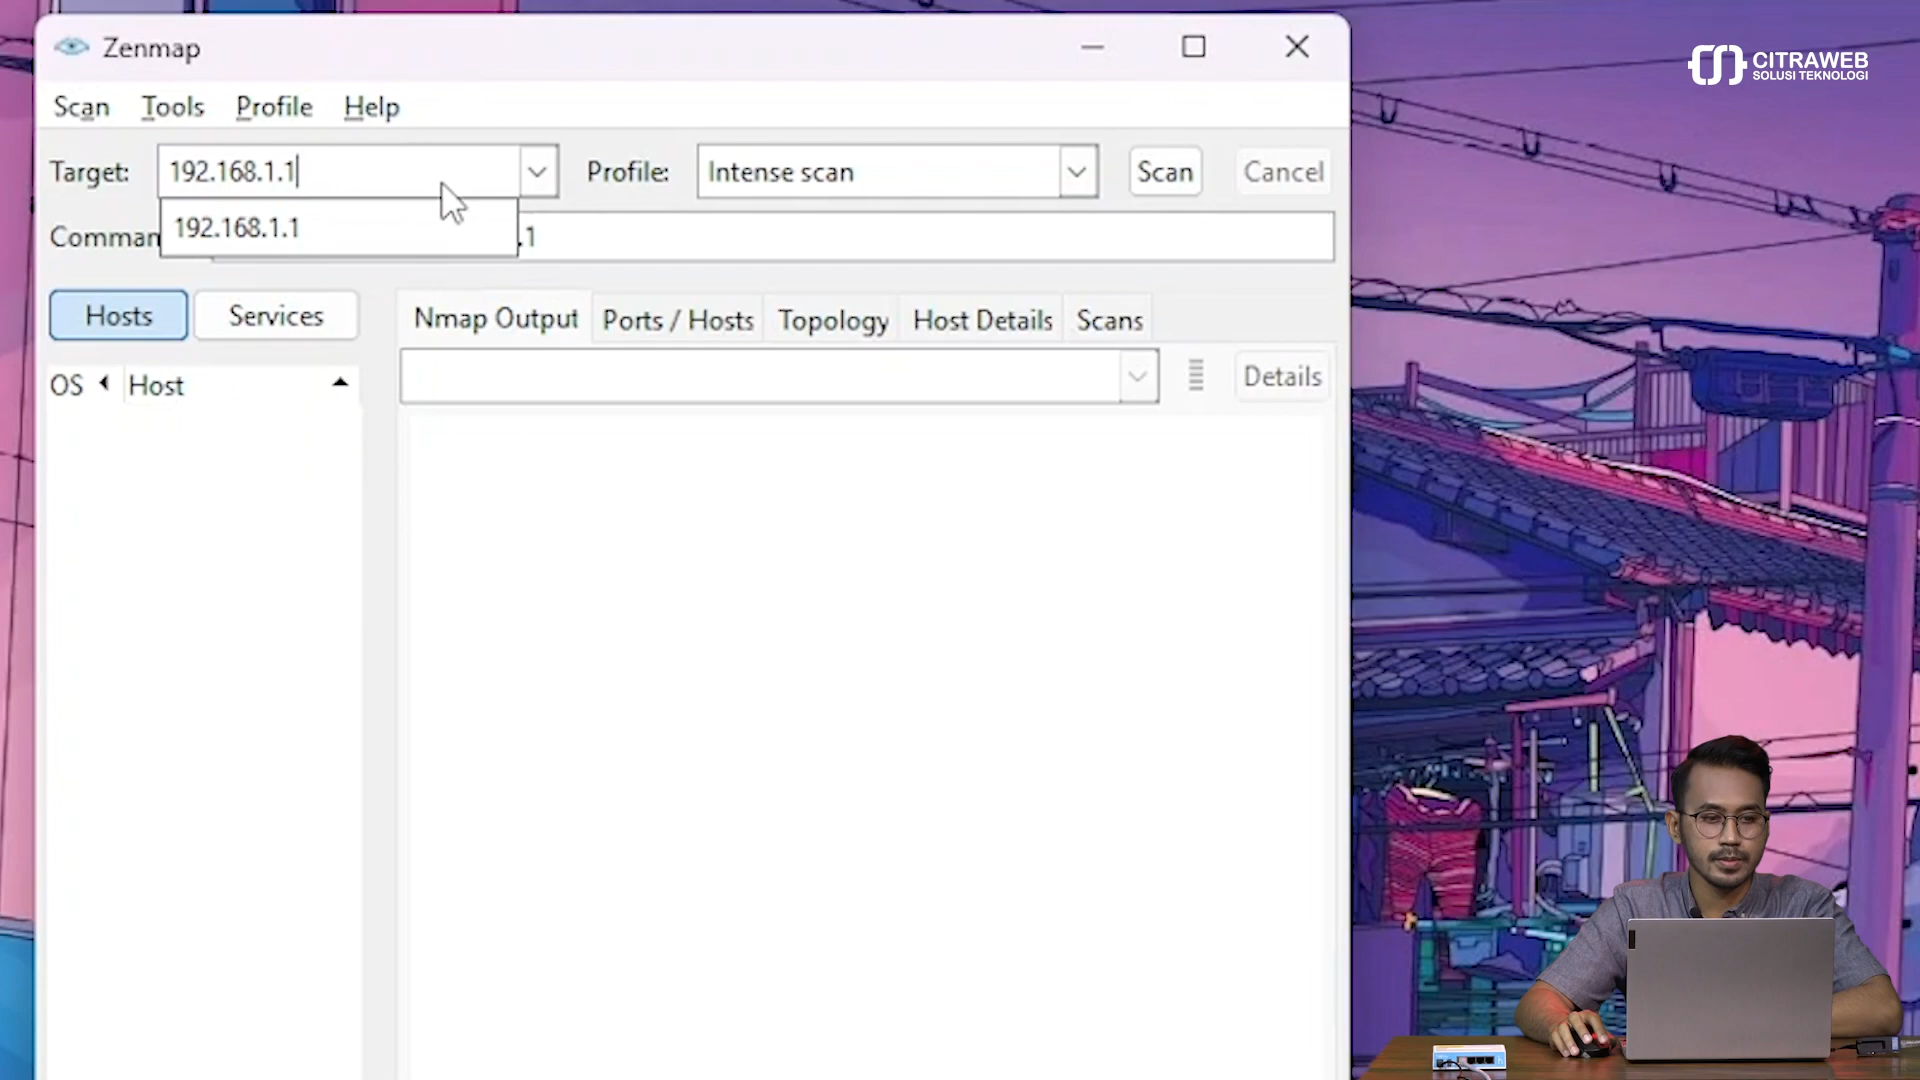 Zenmap
CITRAWEB
SOLUSI TEKNOLOGI
Scan Tools Profile Help
Target: 192.168.1.1 Profile: Intense scan Scan Cancel
192.168.1.1
Comman .1
Hosts Services
Nmap Output Ports / Hosts Topology Host Details Scans
Details
OS Host